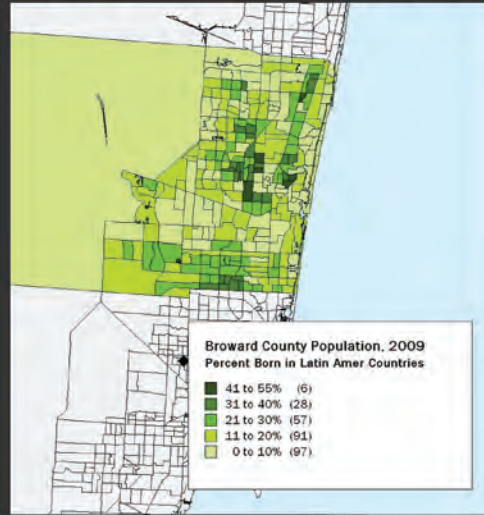 Broward County Population, 2009
Percent Born in Latin Amer Countries
41 to 55% (6)
31 to 40% (28)
21 to 30% (57)
11 to 20% (91)
0 to 10% (97)